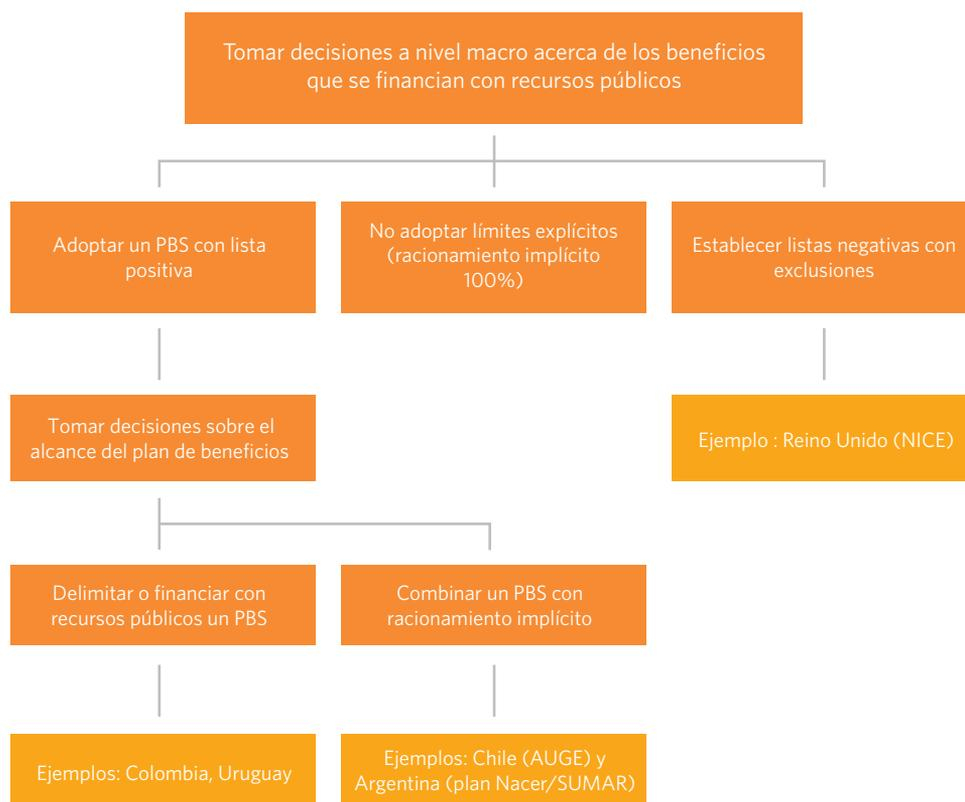 Tomar decisiones a nivel macro acerca de los beneficios
que se financian con recursos públicos
Adoptar un PBS con lista
positiva
No adoptar límites explícitos
(racionamiento implícito
100%)
Establecer listas negativas con
exclusiones
Tomar decisiones sobre el
alcance del plan de beneficios
Ejemplo : Reino Unido (NICE)
Delimitar o financiar con
recursos públicos un PBS
Combinar un PBS con
racionamiento implícito
Ejemplos: Colombia, Uruguay
Ejemplos: Chile (AUGE) y
Argentina (plan Nacer/SUMAR)